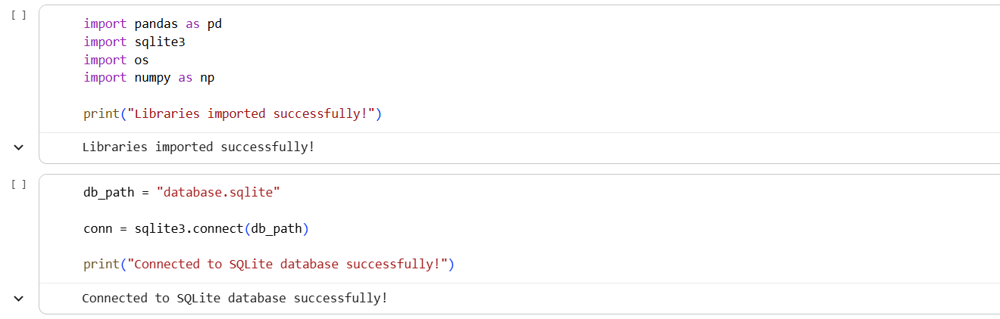 [ ]
import pandas as pd
import sqlite3
import os
import numpy as np
print("Libraries imported successfully!")
Libraries imported successfully!
[ ]
db_path = "database.sqlite"
conn = sqlite3.connect(db_path)
print("Connected to SQLite database successfully!")
Connected to SQLite database successfully!